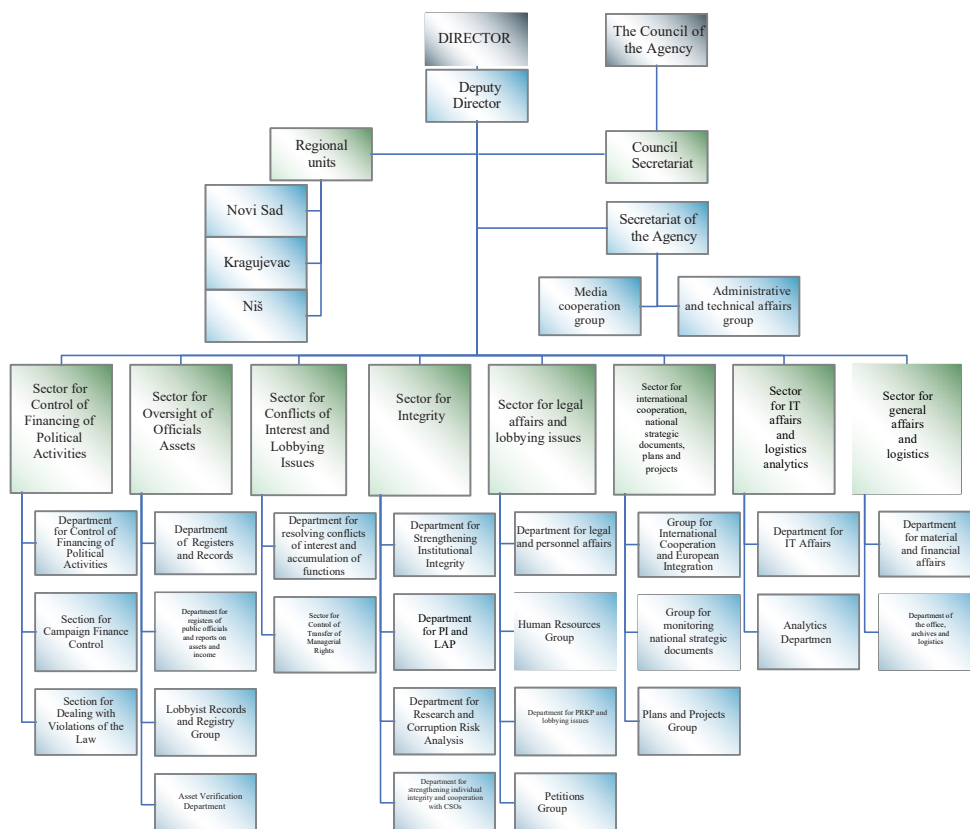 DIRECTOR
The Council of
the Agency
Deputy
Director
Regional
units
Council
Secretariat
Novi Sad
Kragujevac
Niš
Secretariat of
the Agency
Media
cooperation
group
Administrative
and technical affairs
group
Sector for
Control of
Financing of
Political
Activities
Sector for
Oversight of
Officials
Assets
Sector for
Conflicts of
Interest and
Lobbying
Issues
Sector for
Integrity
Sector for legal
affairs and
lobbying issues
Sector for
international
cooperation,
national
strategic
documents,
plans and
projects
Sector
for IT
affairs
and
logistics
analytics
Sector for
general
affairs
and
logistics
Department
for Control of
Financing of
Political
Activities
Department
of Registers
and Records
Department for
resolving conflicts
of interest and
accumulation of
functions
Department for
Strengthening
Institutional
Integrity
Department for legal
and personnel affairs
Group for
International
Cooperation
and European
Integration
Department for
IT Affairs
Department
for material
and financial
affairs
Section for
Campaign Finance
Control
Department for
registers of
public officials
and reports on
assets and
income
Sector for
Control of
Transfer of
Managerial
Rights
Department
for PI and
LAP
Human Resources
Group
Group for
monitoring
national strategic
documents
Analytics
Departmen
Department of
the office,
archives and
logistics
Section for
Dealing with
Violations of the
Law
Lobbyist Records
and Registry
Group
Department for
Research and
Corruption Risk
Analysis
Department for PRKP and
lobbying issues
Plans and Projects
Group
Asset Verification
Department
Department for
strengthening individual
integrity and cooperation
with CSOs
Petitions
Group